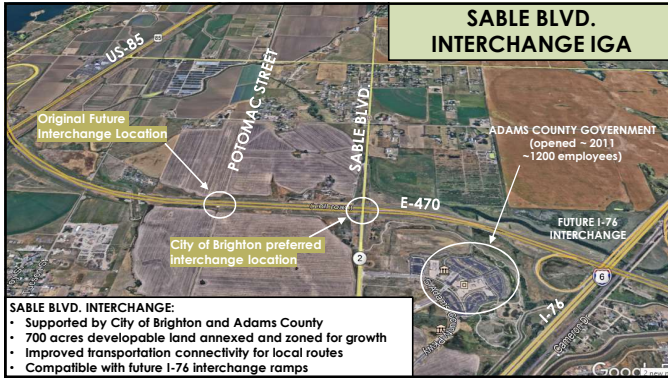 SABLE BLVD.
INTERCHANGE IGA
US-85
85
POTOMAC STREET
SABLE BLVD.
Original Future
Interchange Location
ADAMS COUNTY GOVERNMENT
(opened ~ 2011
~1200 employees)
E-470
City of Brighton preferred
interchange location
FUTURE I-76
INTERCHANGE
2
6
I-76
Cameron Dr
SABLE BLVD. INTERCHANGE:
• Supported by City of Brighton and Adams County
• 700 acres developable land annexed and zoned for growth
• Improved transportation connectivity for local routes
• Compatible with future I-76 interchange ramps